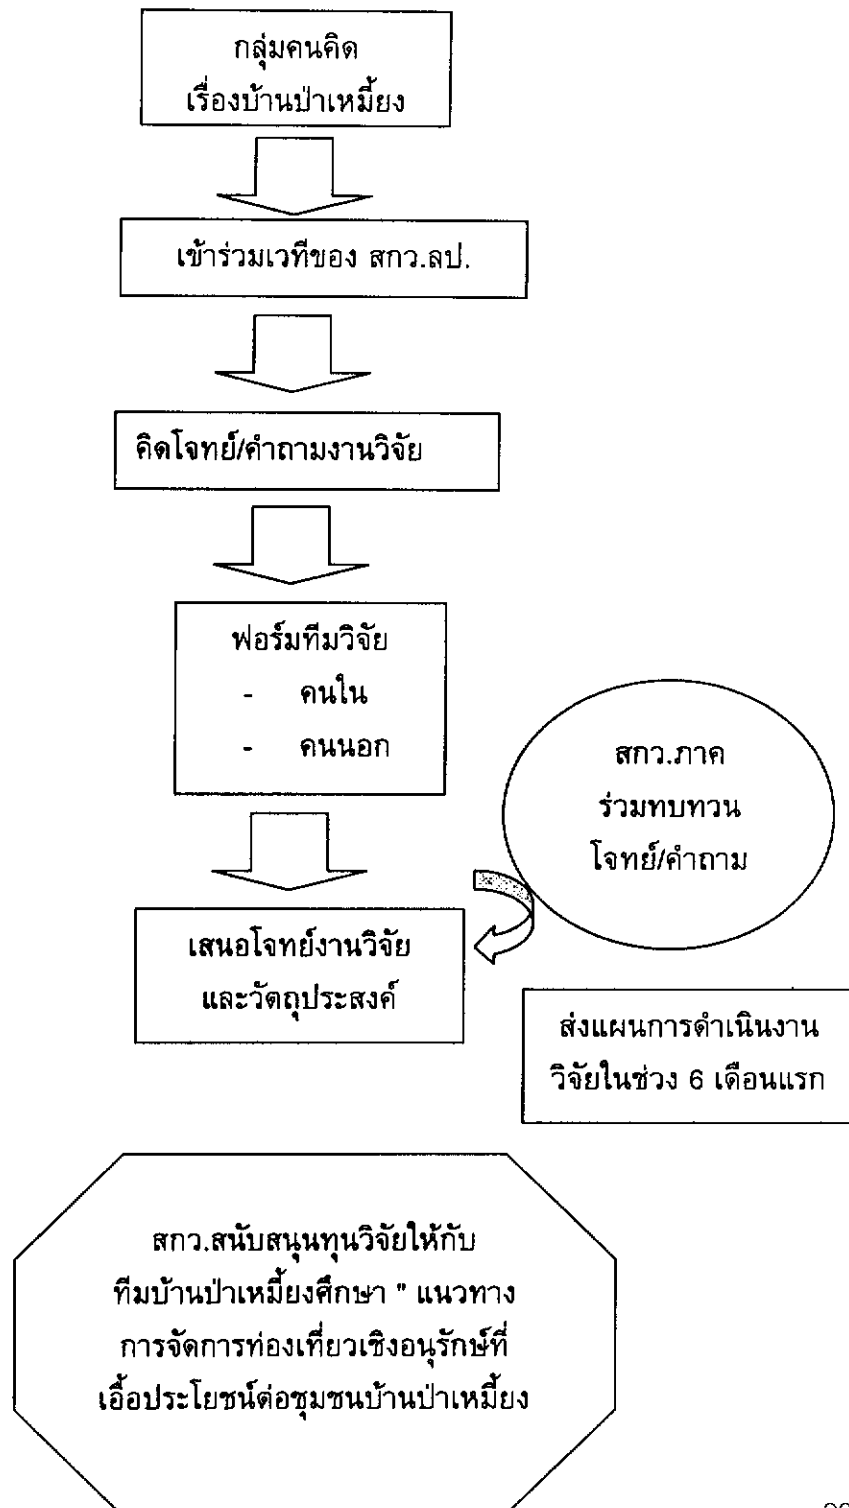 กลุ่มคนคิด
เรื่องบ้านป่าเหมี้ยง
เข้าร่วมเวทีของ สกว.ลป.
คิดโจทย์/คำถามงานวิจัย
ฟอร์มทีมวิจัย
- คนใน
- คนนอก
สกว.ภาค
ร่วมทบทวน
โจทย์/คำถาม
เสนอโจทย์งานวิจัย
และวัตถุประสงค์
ส่งแผนการดำเนินงาน
วิจัยในช่วง 6 เดือนแรก
สกว.สนับสนุนทุนวิจัยให้กับ
ทีมบ้านป่าเหมี้ยงศึกษา " แนวทาง
การจัดการท่องเที่ยวเชิงอนุรักษ์ที่
เอื้อประโยชน์ต่อชุมชนบ้านป่าเหมี้ยง